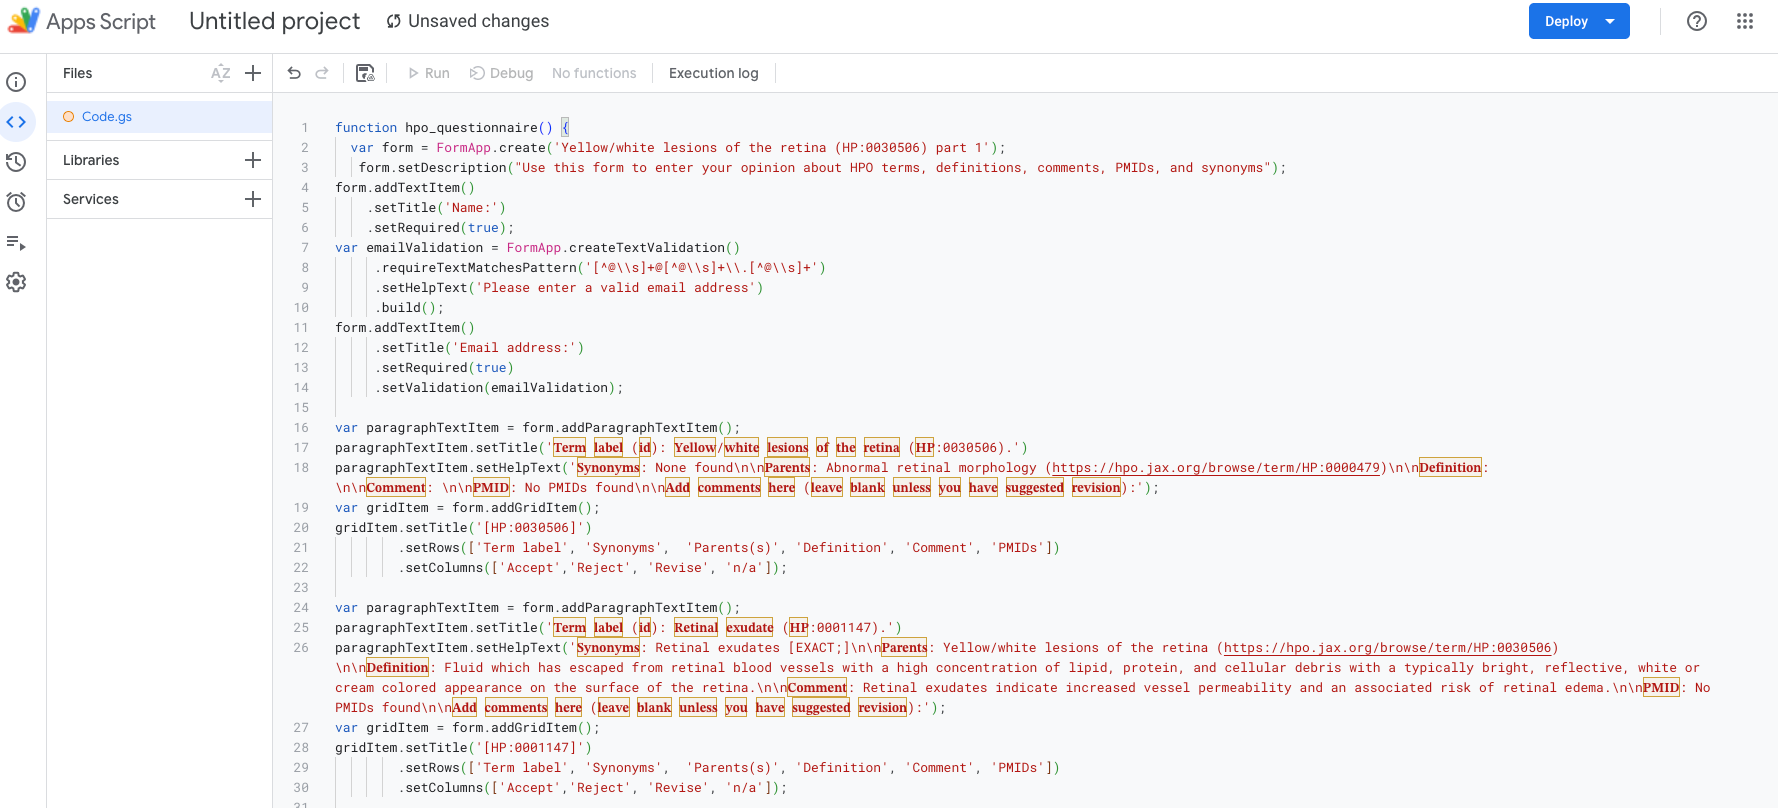 Apps Script Untitled project Unsaved changes Deploy
Files AZ Run Debug No functions Execution log
Code.gs
Libraries
Services
1 function hpo_questionnaire() {
2 var form = FormApp.create('Yellow/white lesions of the retina (HP:0030506) part 1');
3 form.setDescription("Use this form to enter your opinion about HPO terms, definitions, comments, PMIDs, and synonyms");
4 form.addTextItem()
5 .setTitle('Name:')
6 .setRequired(true);
7 var emailValidation = FormApp.createTextValidation()
8 .requireTextMatchesPattern('[^@\\s]+@[^@\\s]+\\.[^@\\s]+')
9 .setHelpText('Please enter a valid email address')
10 .build();
11 form.addTextItem()
12 .setTitle('Email address:')
13 .setRequired(true)
14 .setValidation(emailValidation);
15
16 var paragraphTextItem = form.addParagraphTextItem();
17 paragraphTextItem.setTitle('𝐓𝐞𝐫𝐦 𝐥𝐚𝐛𝐞𝐥 (𝐢𝐝): 𝐘𝐞𝐥𝐥𝐨𝐰/𝐰𝐡𝐢𝐭𝐞 𝐥𝐞𝐬𝐢𝐨𝐧𝐬 𝐨𝐟 𝐭𝐡𝐞 𝐫𝐞𝐭𝐢𝐧𝐚 (𝐇𝐏:0030506).')
18 paragraphTextItem.setHelpText('𝐒𝐲𝐧𝐨𝐧𝐲𝐦𝐬: None found\n\n𝐏𝐚𝐫𝐞𝐧𝐭𝐬: Abnormal retinal morphology (https://hpo.jax.org/browse/term/HP:0000479)\n\n𝐃𝐞𝐟𝐢𝐧𝐢𝐭𝐢𝐨𝐧:
\n\n𝐂𝐨𝐦𝐦𝐞𝐧𝐭: \n\n𝐏𝐌𝐈𝐃: No PMIDs found\n\n𝐀𝐝𝐝 𝐜𝐨𝐦𝐦𝐞𝐧𝐭𝐬 𝐡𝐞𝐫𝐞 (𝐥𝐞𝐚𝐯𝐞 𝐛𝐥𝐚𝐧𝐤 𝐮𝐧𝐥𝐞𝐬𝐬 𝐲𝐨𝐮 𝐡𝐚𝐯𝐞 𝐬𝐮𝐠𝐠𝐞𝐬𝐭𝐞𝐝 𝐫𝐞𝐯𝐢𝐬𝐢𝐨𝐧):');
19 var gridItem = form.addGridItem();
20 gridItem.setTitle('[HP:0030506]')
21 .setRows(['Term label', 'Synonyms', 'Parents(s)', 'Definition', 'Comment', 'PMIDs'])
22 .setColumns(['Accept','Reject', 'Revise', 'n/a']);
23
24 var paragraphTextItem = form.addParagraphTextItem();
25 paragraphTextItem.setTitle('𝐓𝐞𝐫𝐦 𝐥𝐚𝐛𝐞𝐥 (𝐢𝐝): 𝐑𝐞𝐭𝐢𝐧𝐚𝐥 𝐞𝐱𝐮𝐝𝐚𝐭𝐞 (𝐇𝐏:0001147).')
26 paragraphTextItem.setHelpText('𝐒𝐲𝐧𝐨𝐧𝐲𝐦𝐬: Retinal exudates [EXACT;]\n\n𝐏𝐚𝐫𝐞𝐧𝐭𝐬: Yellow/white lesions of the retina (https://hpo.jax.org/browse/term/HP:0030506)
\n\n𝐃𝐞𝐟𝐢𝐧𝐢𝐭𝐢𝐨𝐧: Fluid which has escaped from retinal blood vessels with a high concentration of lipid, protein, and cellular debris with a typically bright, reflective, white or
cream colored appearance on the surface of the retina.\n\n𝐂𝐨𝐦𝐦𝐞𝐧𝐭: Retinal exudates indicate increased vessel permeability and an associated risk of retinal edema.\n\n𝐏𝐌𝐈𝐃: No
PMIDs found\n\n𝐀𝐝𝐝 𝐜𝐨𝐦𝐦𝐞𝐧𝐭𝐬 𝐡𝐞𝐫𝐞 (𝐥𝐞𝐚𝐯𝐞 𝐛𝐥𝐚𝐧𝐤 𝐮𝐧𝐥𝐞𝐬𝐬 𝐲𝐨𝐮 𝐡𝐚𝐯𝐞 𝐬𝐮𝐠𝐠𝐞𝐬𝐭𝐞𝐝 𝐫𝐞𝐯𝐢𝐬𝐢𝐨𝐧):');
27 var gridItem = form.addGridItem();
28 gridItem.setTitle('[HP:0001147]')
29 .setRows(['Term label', 'Synonyms', 'Parents(s)', 'Definition', 'Comment', 'PMIDs'])
30 .setColumns(['Accept','Reject', 'Revise', 'n/a']);
31